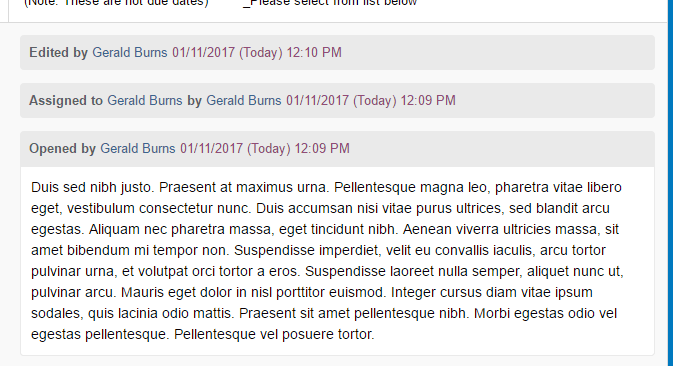 (Note: These are not due dates) _Please select from list below
Edited by Gerald Burns 01/11/2017 (Today) 12:10 PM
Assigned to Gerald Burns by Gerald Burns 01/11/2017 (Today) 12:09 PM
Opened by Gerald Burns 01/11/2017 (Today) 12:09 PM
Duis sed nibh justo. Praesent at maximus urna. Pellentesque magna leo, pharetra vitae libero
eget, vestibulum consectetur nunc. Duis accumsan nisi vitae purus ultrices, sed blandit arcu
egestas. Aliquam nec pharetra massa, eget tincidunt nibh. Aenean viverra ultricies massa, sit
amet bibendum mi tempor non. Suspendisse imperdiet, velit eu convallis iaculis, arcu tortor
pulvinar urna, et volutpat orci tortor a eros. Suspendisse laoreet nulla semper, aliquet nunc ut,
pulvinar arcu. Mauris eget dolor in nisl porttitor euismod. Integer cursus diam vitae ipsum
sodales, quis lacinia odio mattis. Praesent sit amet pellentesque nibh. Morbi egestas odio vel
egestas pellentesque. Pellentesque vel posuere tortor.